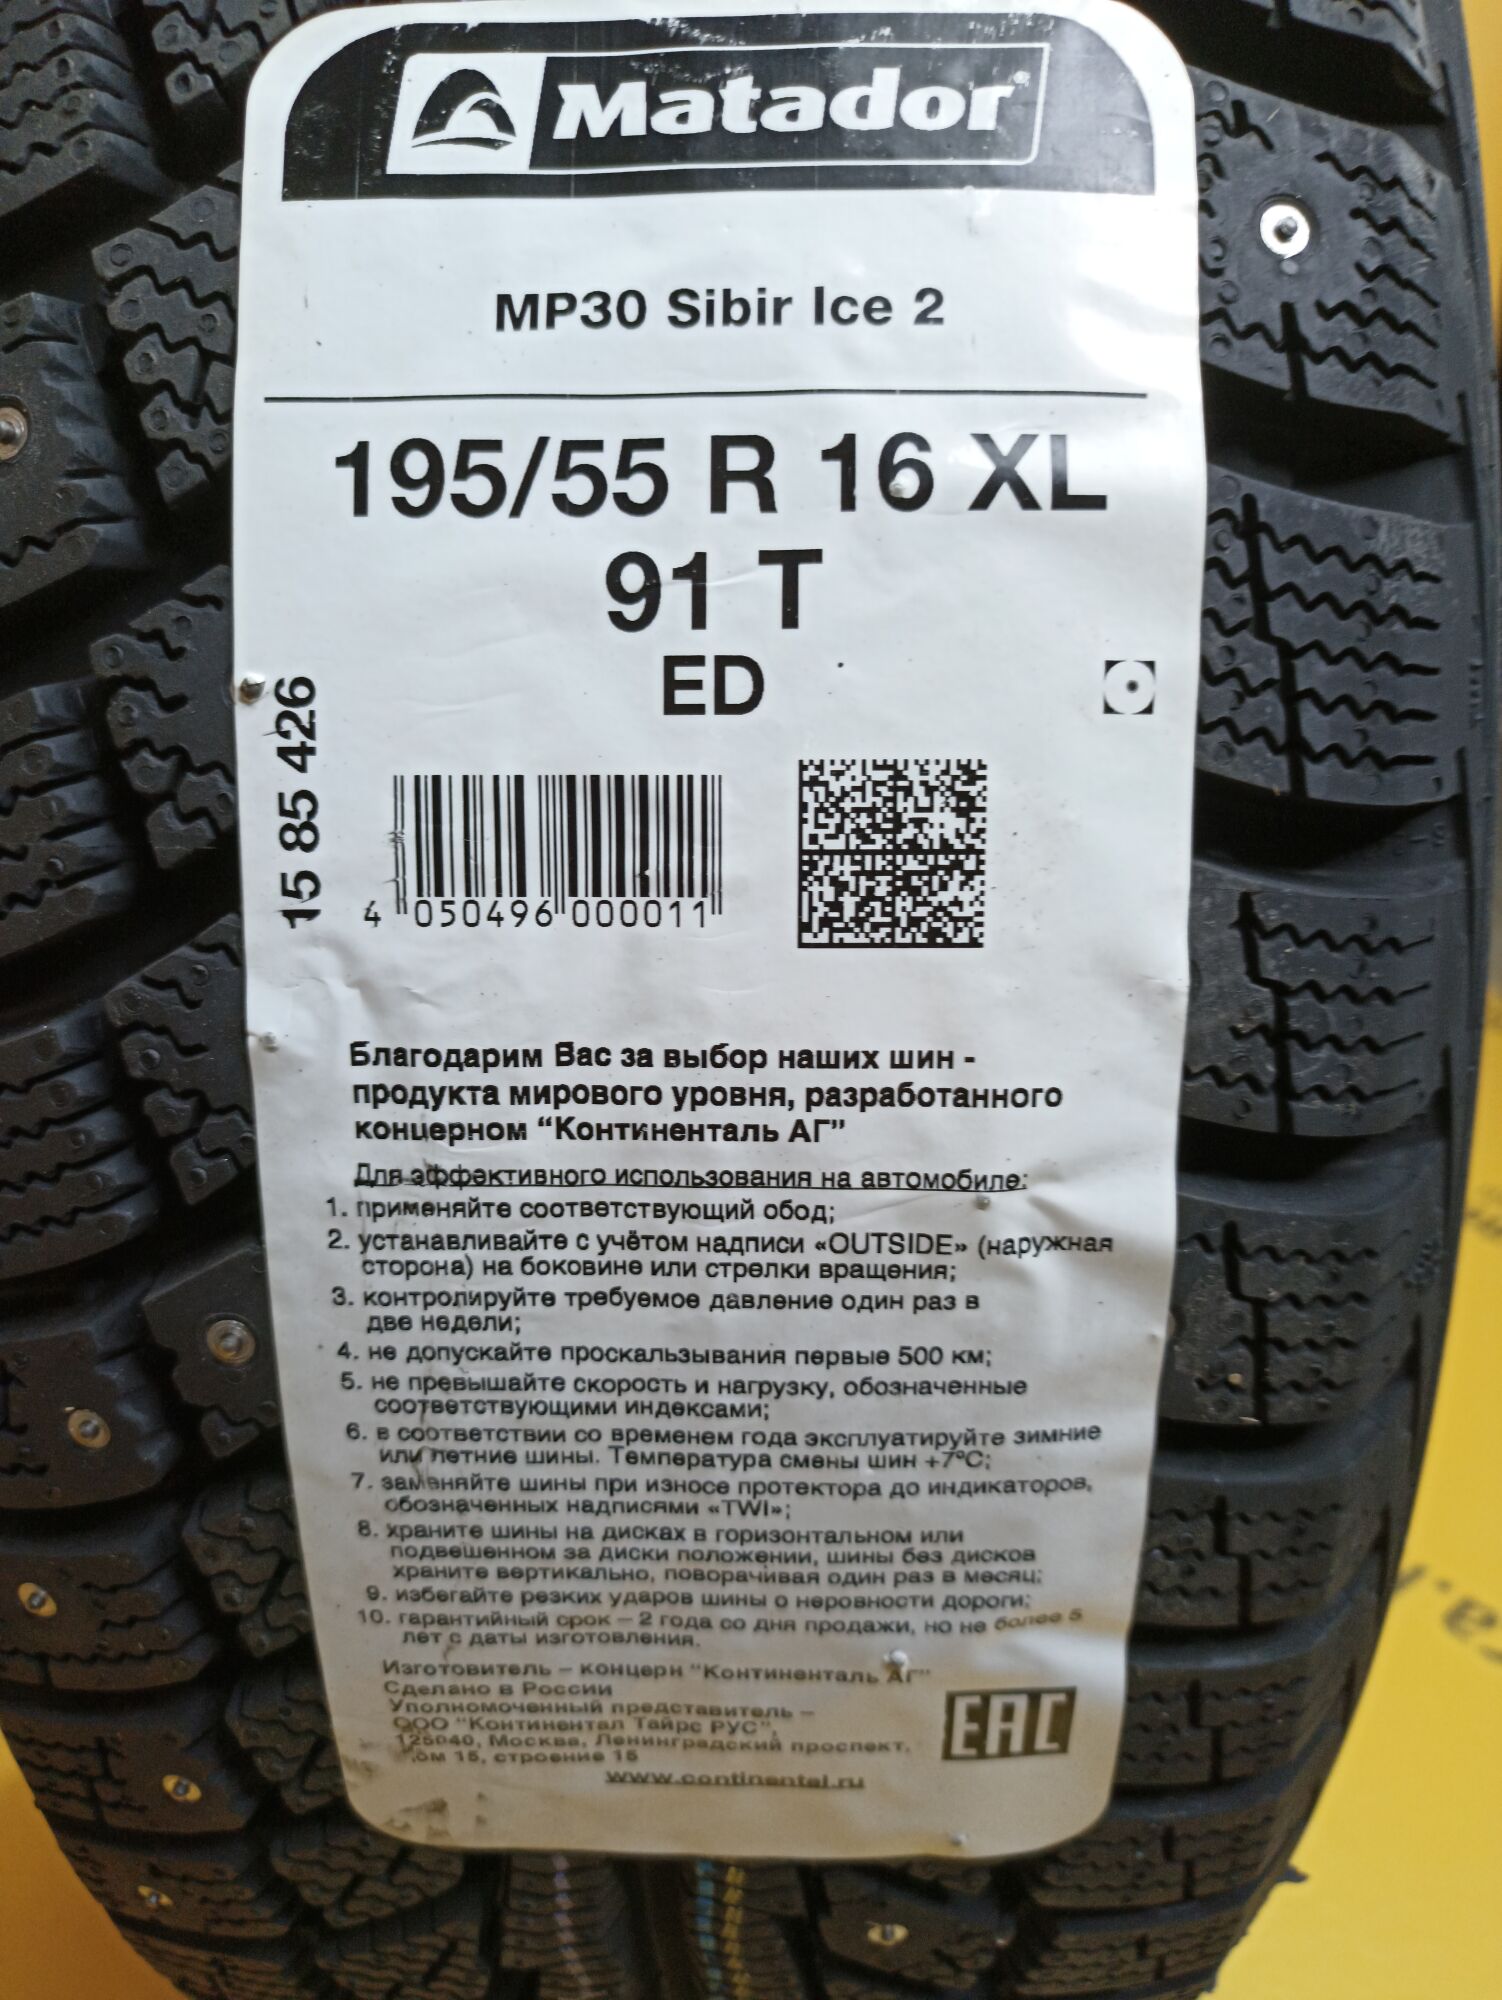 Matador
MP30 Sibir Ice 2
195/55 R 16 XL
91 T
ED
15 85 426
4 050496 000011
Благодарим Вас за выбор наших шин -
продукта мирового уровня, разработанного
концерном “Континенталь АГ”
Для эффективного использования на автомобиле:
1. применяйте соответствующий обод;
2. устанавливайте с учётом надписи «OUTSIDE» (наружная
сторона) на боковине или стрелки вращения;
3. контролируйте требуемое давление один раз в
две недели;
4. не допускайте проскальзывания первые 500 км;
5. не превышайте скорость и нагрузку, обозначенные
соответствующими индексами;
6. в соответствии со временем года эксплуатируйте зимние
или летние шины. Температура смены шин +7°C;
7. заменяйте шины при износе протектора до индикаторов,
обозначенных надписями «TWI»;
8. храните шины на дисках в горизонтальном или
подвешенном за диски положении, шины без дисков
храните вертикально, поворачивая один раз в месяц;
9. избегайте резких ударов шины о неровности дороги;
10. гарантийный срок – 2 года со дня продажи, но не более 5
лет с даты изготовления.
Изготовитель – концерн “Континенталь АГ”
Сделано в России
Уполномоченный представитель –
ООО “Континентал Тайрс РУС”,
125040, Москва, Ленинградский проспект,
дом 15, строение 15
www.continental.ru
EAC